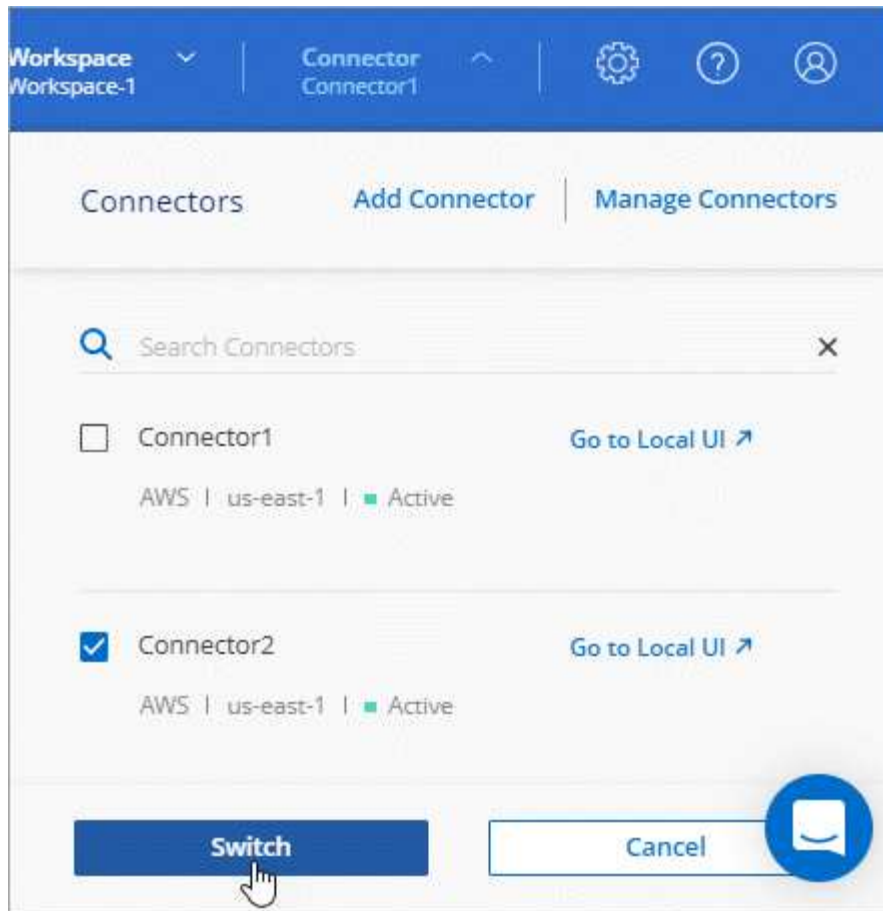 Workspace
Connector
Workspace-1
Connector1
Connectors
Add Connector
Manage Connectors
Search Connectors
Connector1
Go to Local UI
AWS | us-east-1 | Active
Connector2
Go to Local UI
AWS | us-east-1 | Active
Switch
Cancel